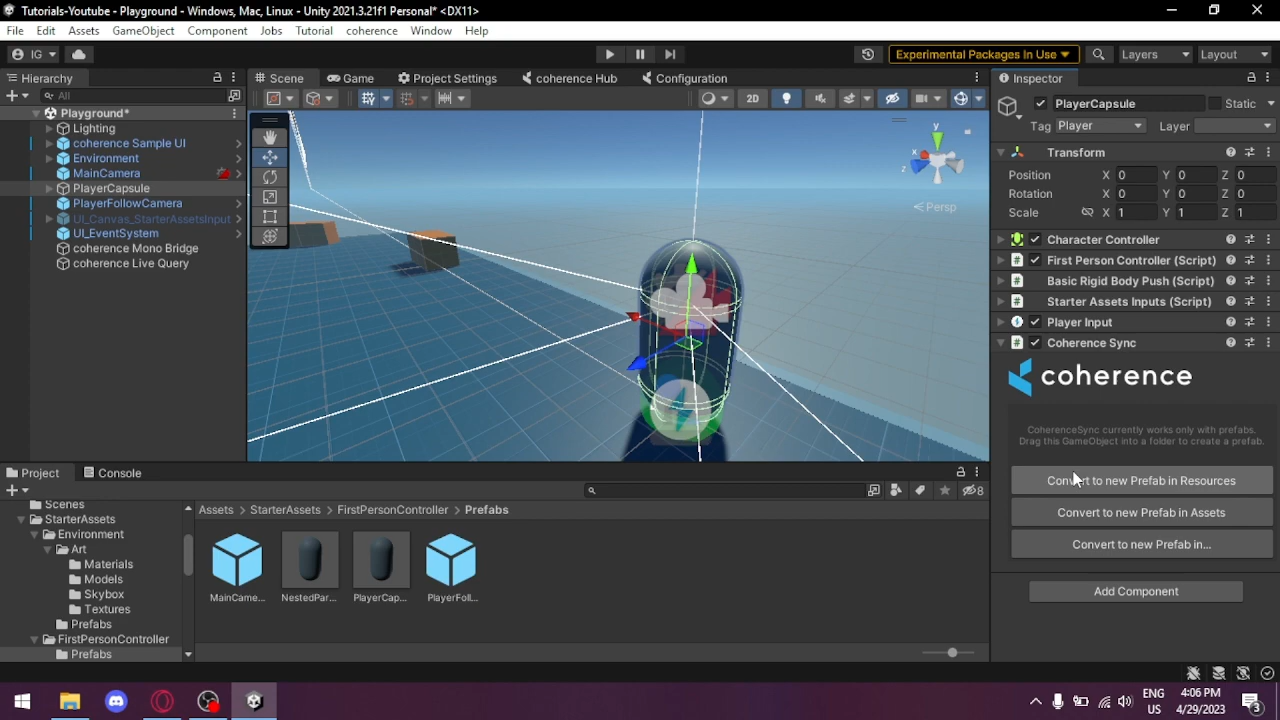 Tutorials-Youtube - Playground - Windows, Mac, Linux - Unity 2021.3.21f1 Personal* <DX11>
File Edit Assets GameObject Component Jobs Tutorial coherence Window Help
IG Experimental Packages In Use Layers Layout
Hierarchy Scene Game Project Settings coherence Hub Configuration Inspector
All 2D PlayerCapsule Static
Playground* Tag Player Layer
Lighting
coherence Sample UI
Environment
MainCamera
PlayerCapsule
PlayerFollowCamera
UI_Canvas_StarterAssetsInput
UI_EventSystem
coherence Mono Bridge
coherence Live Query
y
x
z
Persp
Transform
Position X 0 Y 0 Z 0
Rotation X 0 Y 0 Z 0
Scale X 1 Y 1 Z 1
Character Controller
First Person Controller (Script)
Basic Rigid Body Push (Script)
Starter Assets Inputs (Script)
Player Input
Coherence Sync
coherence
CoherenceSync currently works only with prefabs.
Drag this GameObject into a folder to create a prefab.
Convert to new Prefab in Resources
Convert to new Prefab in Assets
Convert to new Prefab in...
Add Component
Project Console
8
Scenes
StarterAssets
Environment
Art
Materials
Models
Skybox
Textures
Prefabs
FirstPersonController
Prefabs
Assets > StarterAssets > FirstPersonController > Prefabs
MainCame... NestedPar... PlayerCap... PlayerFoll...
ENG
US
4:06 PM
4/29/2023
3